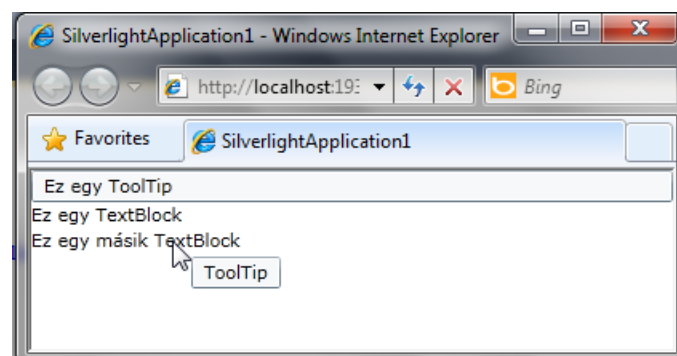 SilverlightApplication1 - Windows Internet Explorer
http://localhost:193
Bing
Favorites
SilverlightApplication1
Ez egy ToolTip
Ez egy TextBlock
Ez egy másik TextBlock
ToolTip